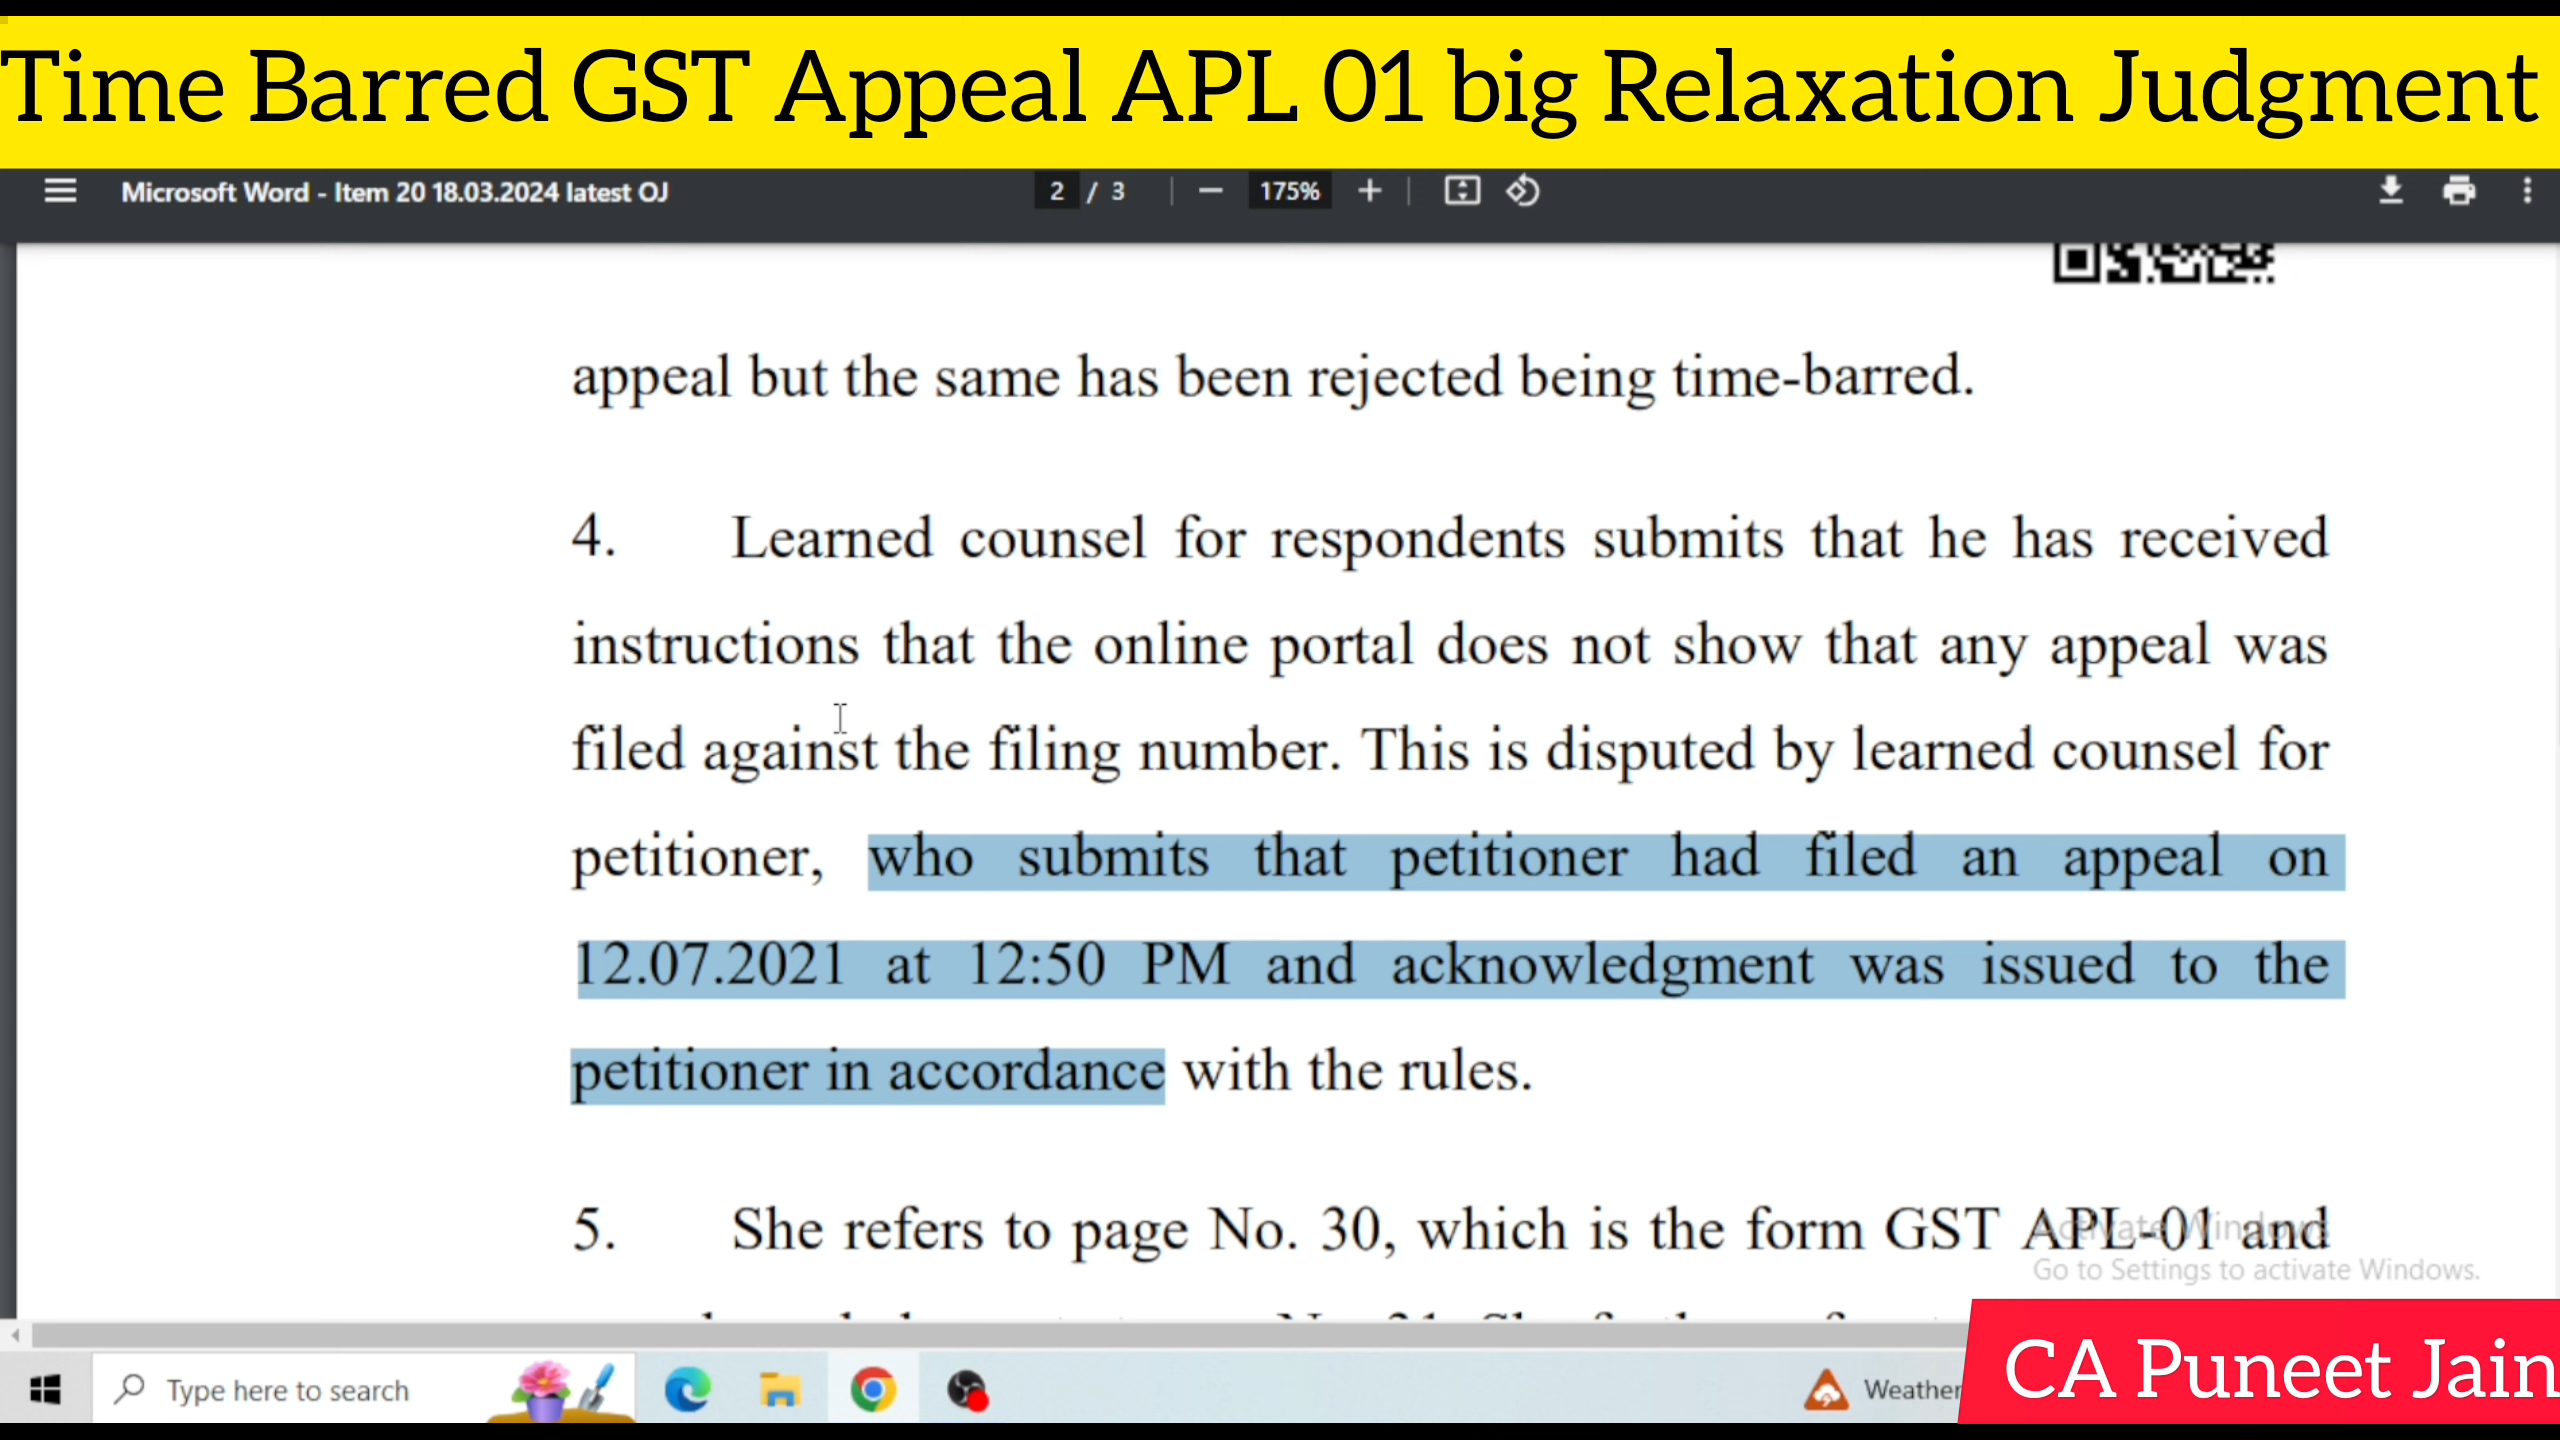 Time Barred GST Appeal APL 01 big Relaxation Judgment
Microsoft Word - Item 20 18.03.2024 latest OJ
2 / 3
175%
appeal but the same has been rejected being time-barred.
4. Learned counsel for respondents submits that he has received
instructions that the online portal does not show that any appeal was
filed against the filing number. This is disputed by learned counsel for
petitioner, who submits that petitioner had filed an appeal on
12.07.2021 at 12:50 PM and acknowledgment was issued to the
petitioner in accordance with the rules.
5. She refers to page No. 30, which is the form GST APL-01 and
Activate Windows
Go to Settings to activate Windows.
Type here to search
Weather
CA Puneet Jain